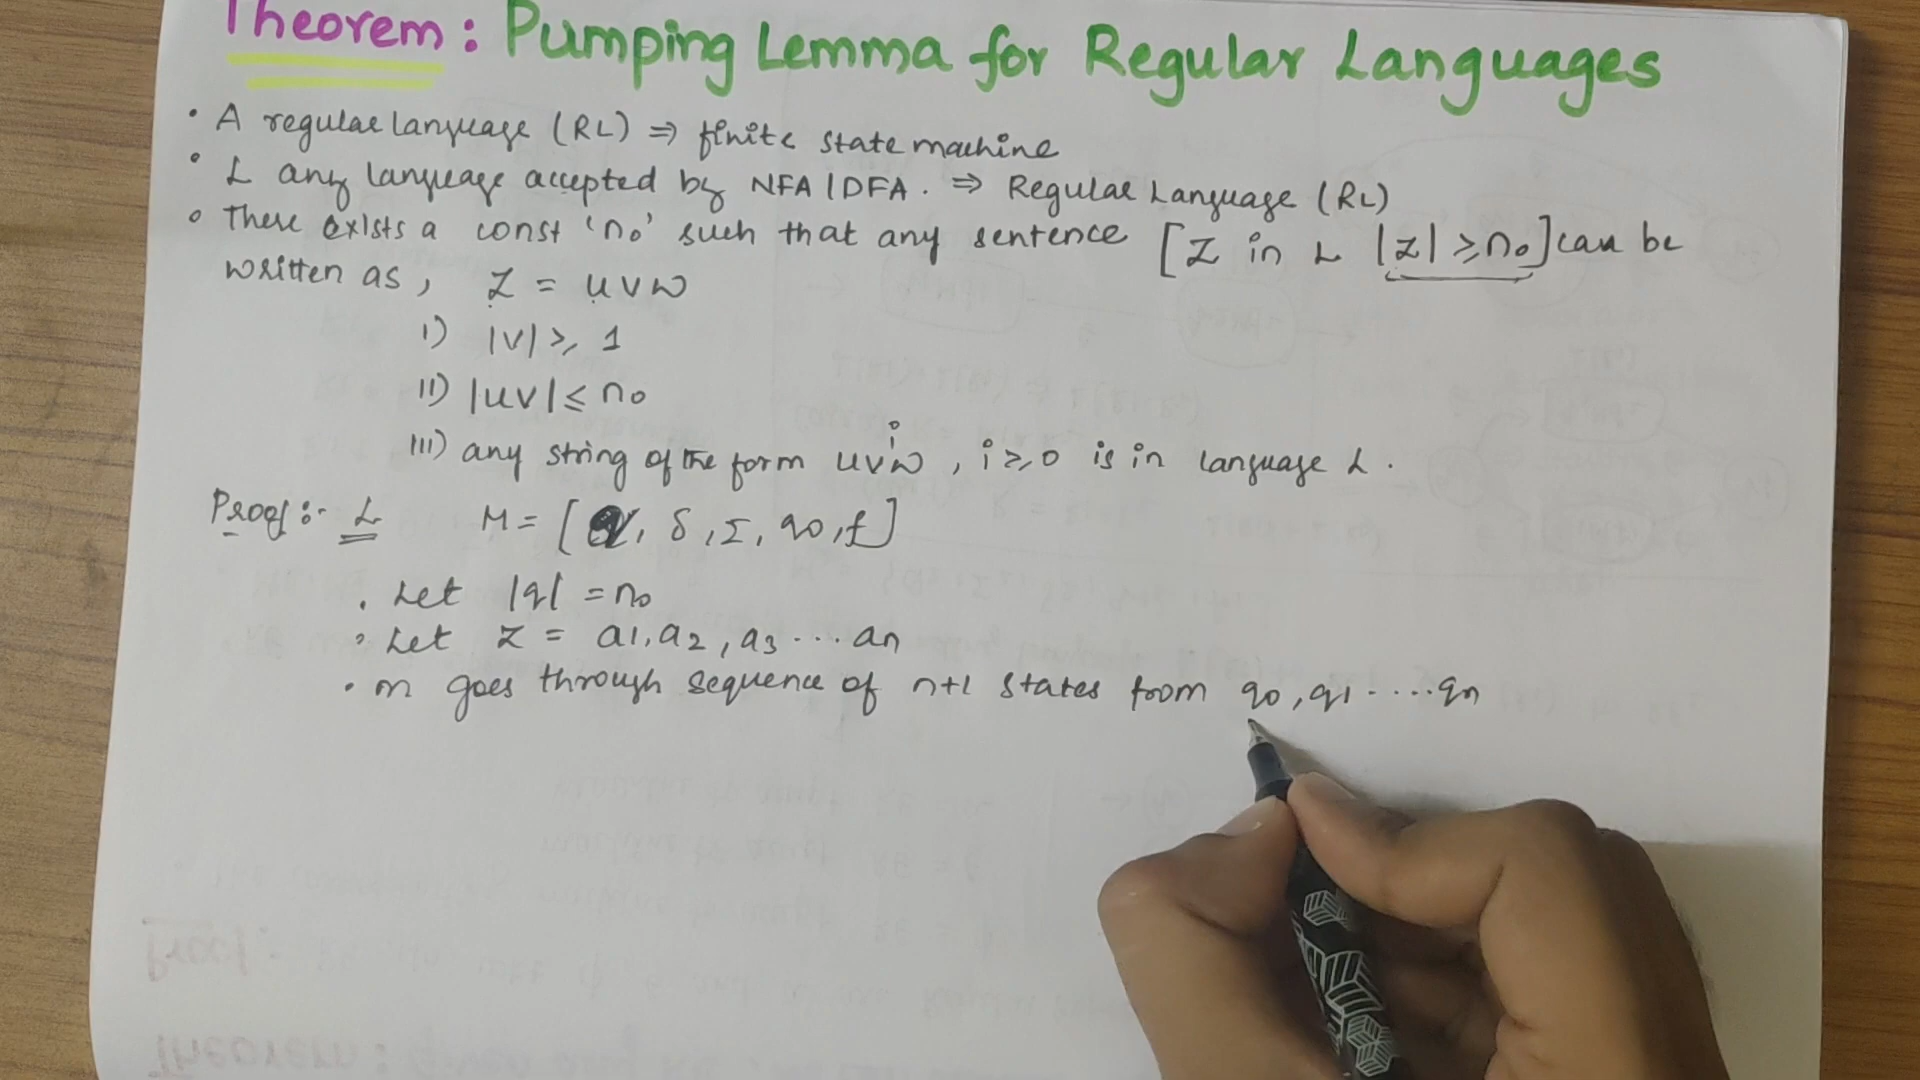 Theorem: Pumping Lemma for Regular Languages
• A regular language (RL) ⇒ finite state machine
• L any language accepted by NFA/DFA. ⇒ Regular Language (RL)
• There exists a const 'n₀' such that any sentence [Z in L |z| ≥ n₀] can be
written as, Z = uvw
i) |v| ≥ 1
ii) |uv| ≤ n₀
iii) any string of the form uvⁱw, i ≥ 0 is in language L.
Proof:- L M = [q, δ, Σ, q0, f]
• Let |q| = n₀
• Let z = a1, a2, a3 ... an
• m goes through sequence of n+1 states from q0, q1 ..... qn